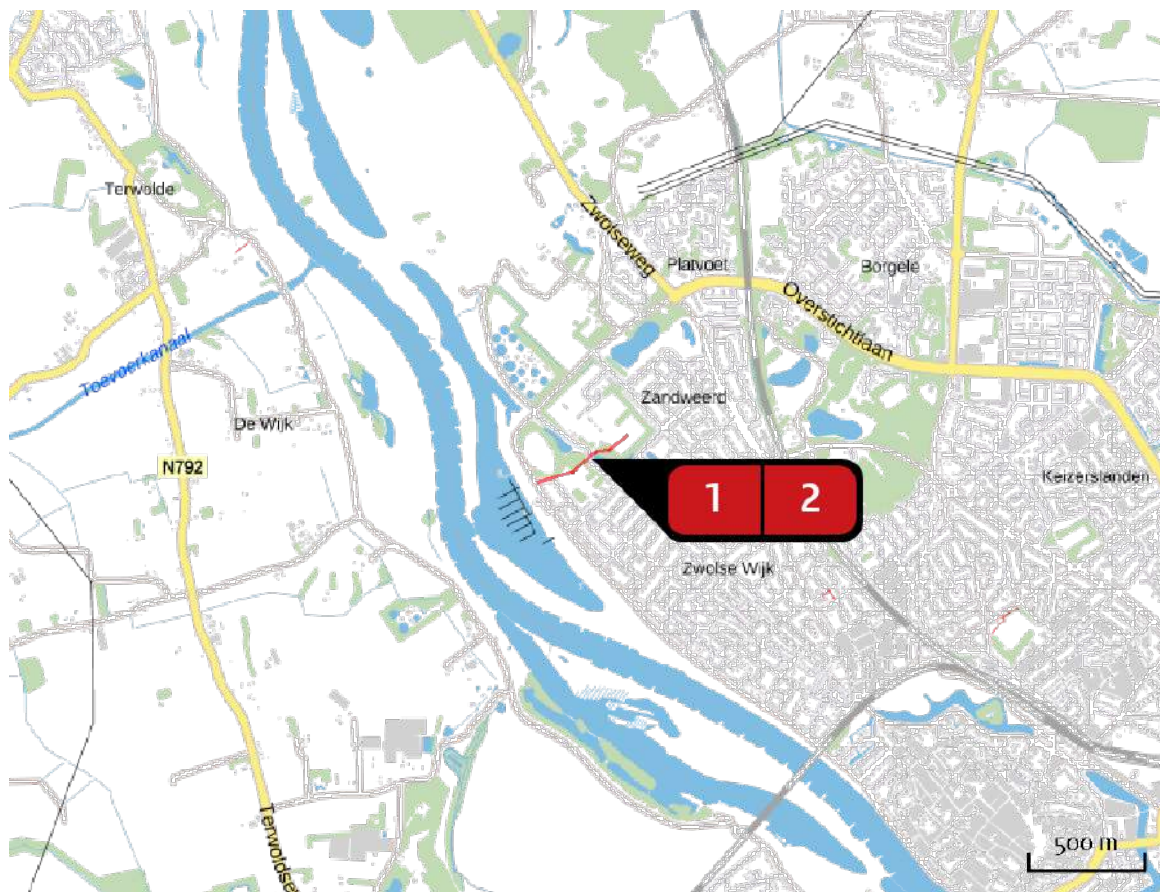 Terwolde
Zwolseweg
Platvoet
Borgele
Overstichtlaan
Toevoerkanaal
Zandweerd
De Wijk
N792
Keizerslanden
1
2
Zwolse Wijk
Terwoldse
500 m